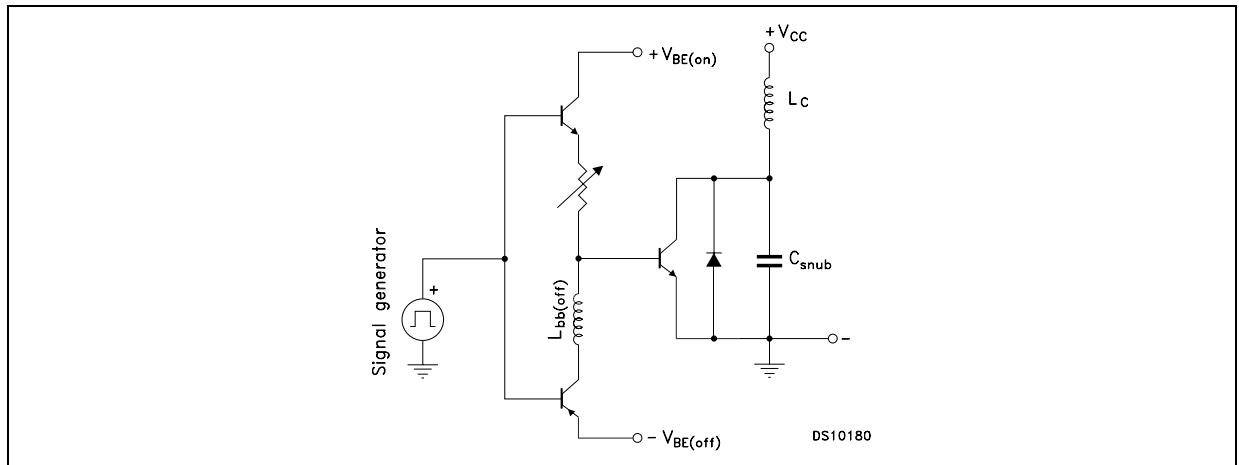 + V_CC
+ V_BE(on)
L_C
Signal generator
+
L_bb(off)
C_snub
-
- V_BE(off)
DS10180